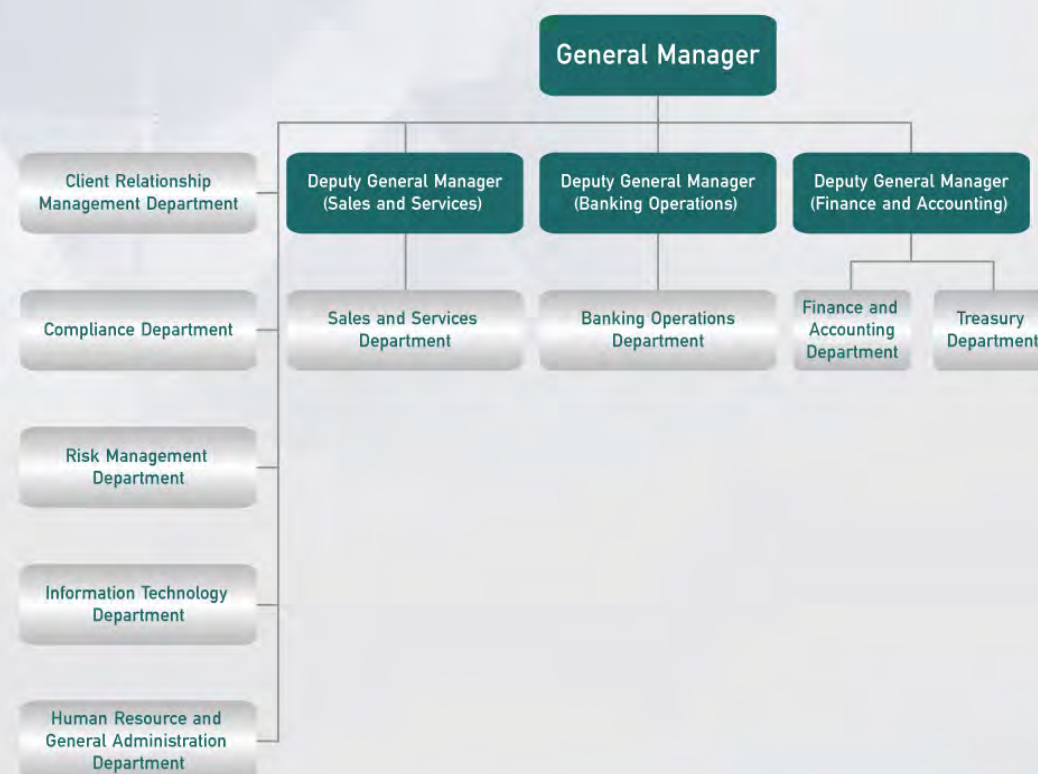 General Manager
Client Relationship
Management Department
Deputy General Manager
(Sales and Services)
Deputy General Manager
(Banking Operations)
Deputy General Manager
(Finance and Accounting)
Compliance Department
Sales and Services
Department
Banking Operations
Department
Finance and
Accounting
Department
Treasury
Department
Risk Management
Department
Information Technology
Department
Human Resource and
General Administration
Department